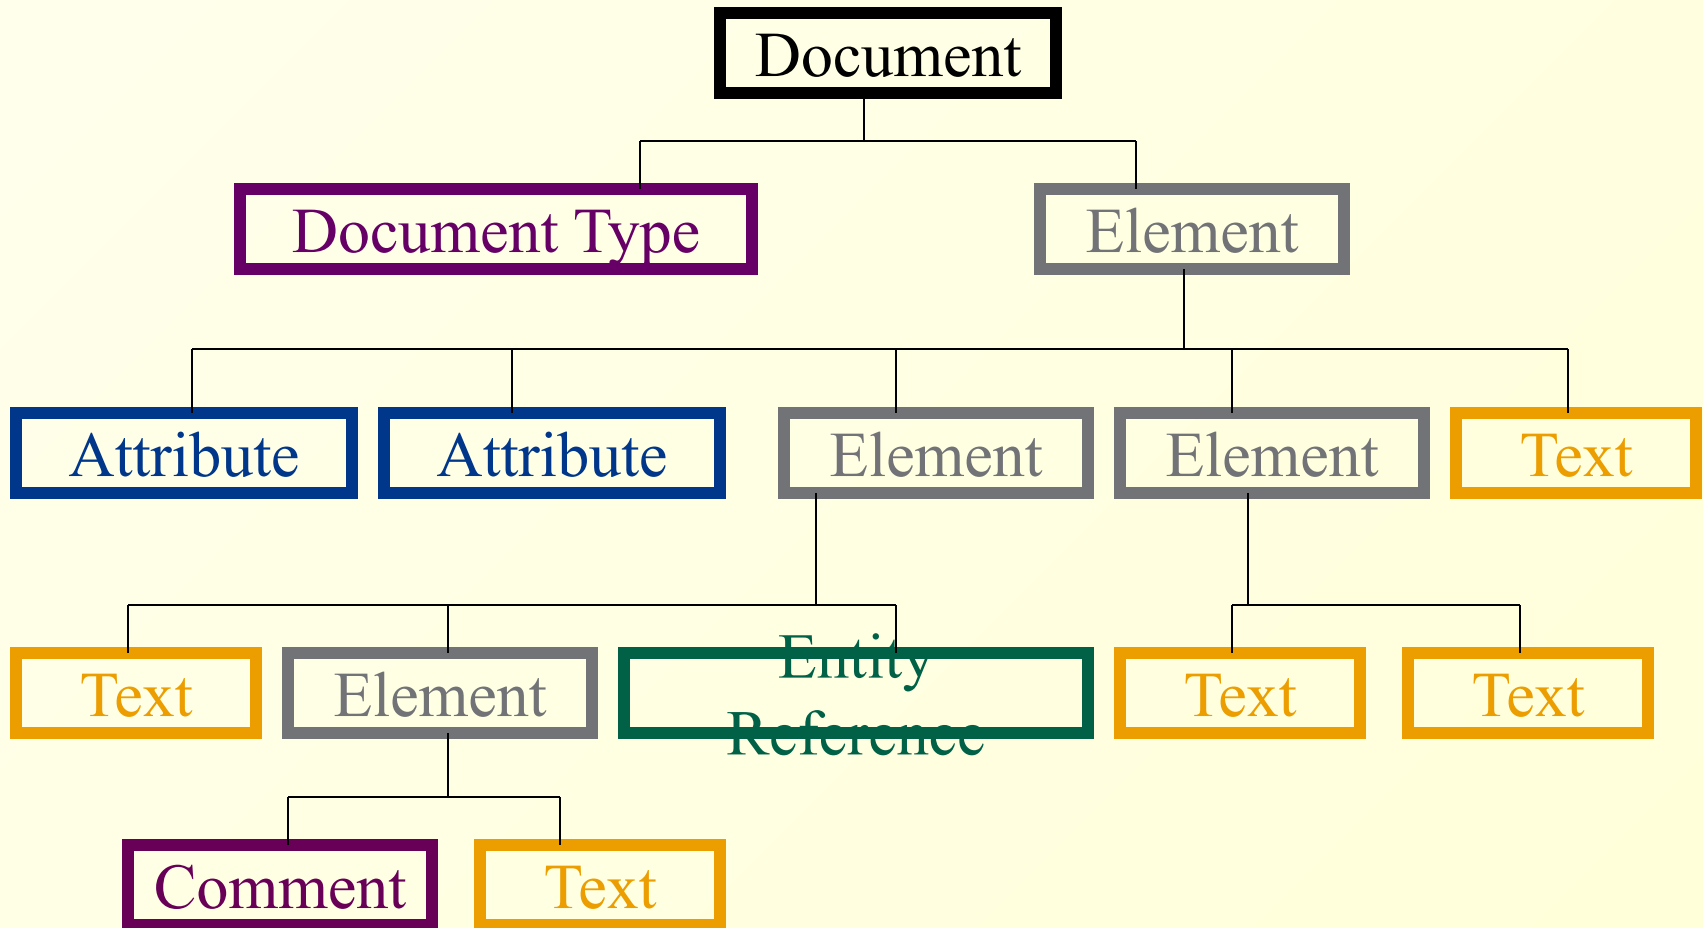 Document
Document Type
Element
Attribute
Attribute
Element
Element
Text
Text
Element
Entity
Reference
Text
Text
Comment
Text